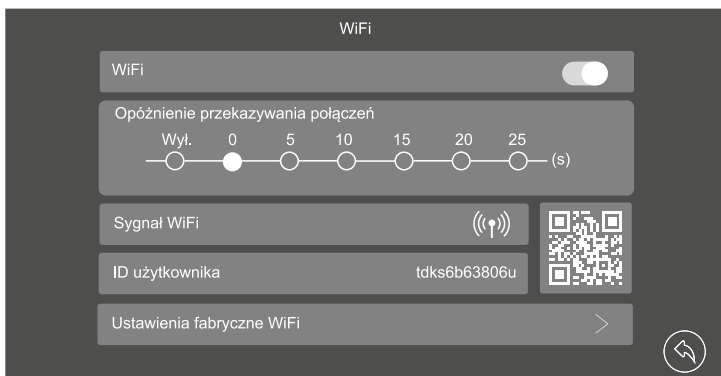 WiFi
WiFi
Opóźnienie przekazywania połączeń
Wył. 0 5 10 15 20 25
(s)
Sygnał WiFi
ID użytkownika tdks6b63806u
Ustawienia fabryczne WiFi